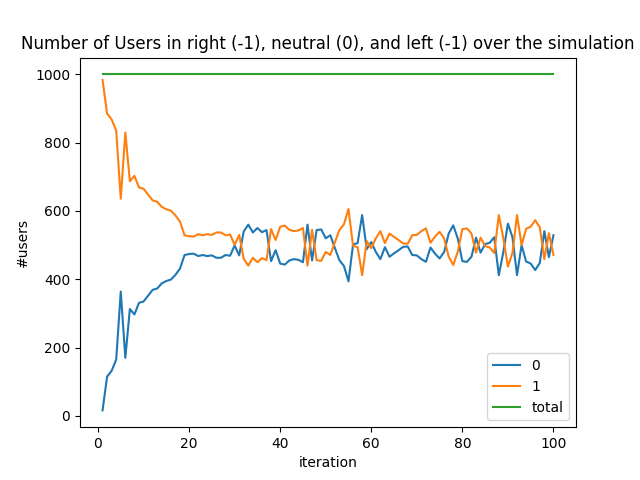 Number of Users in right (-1), neutral (0), and left (-1) over the simulation
1000
800
600
400
200
0
#users
0
1
total
0 20 40 60 80 100
iteration